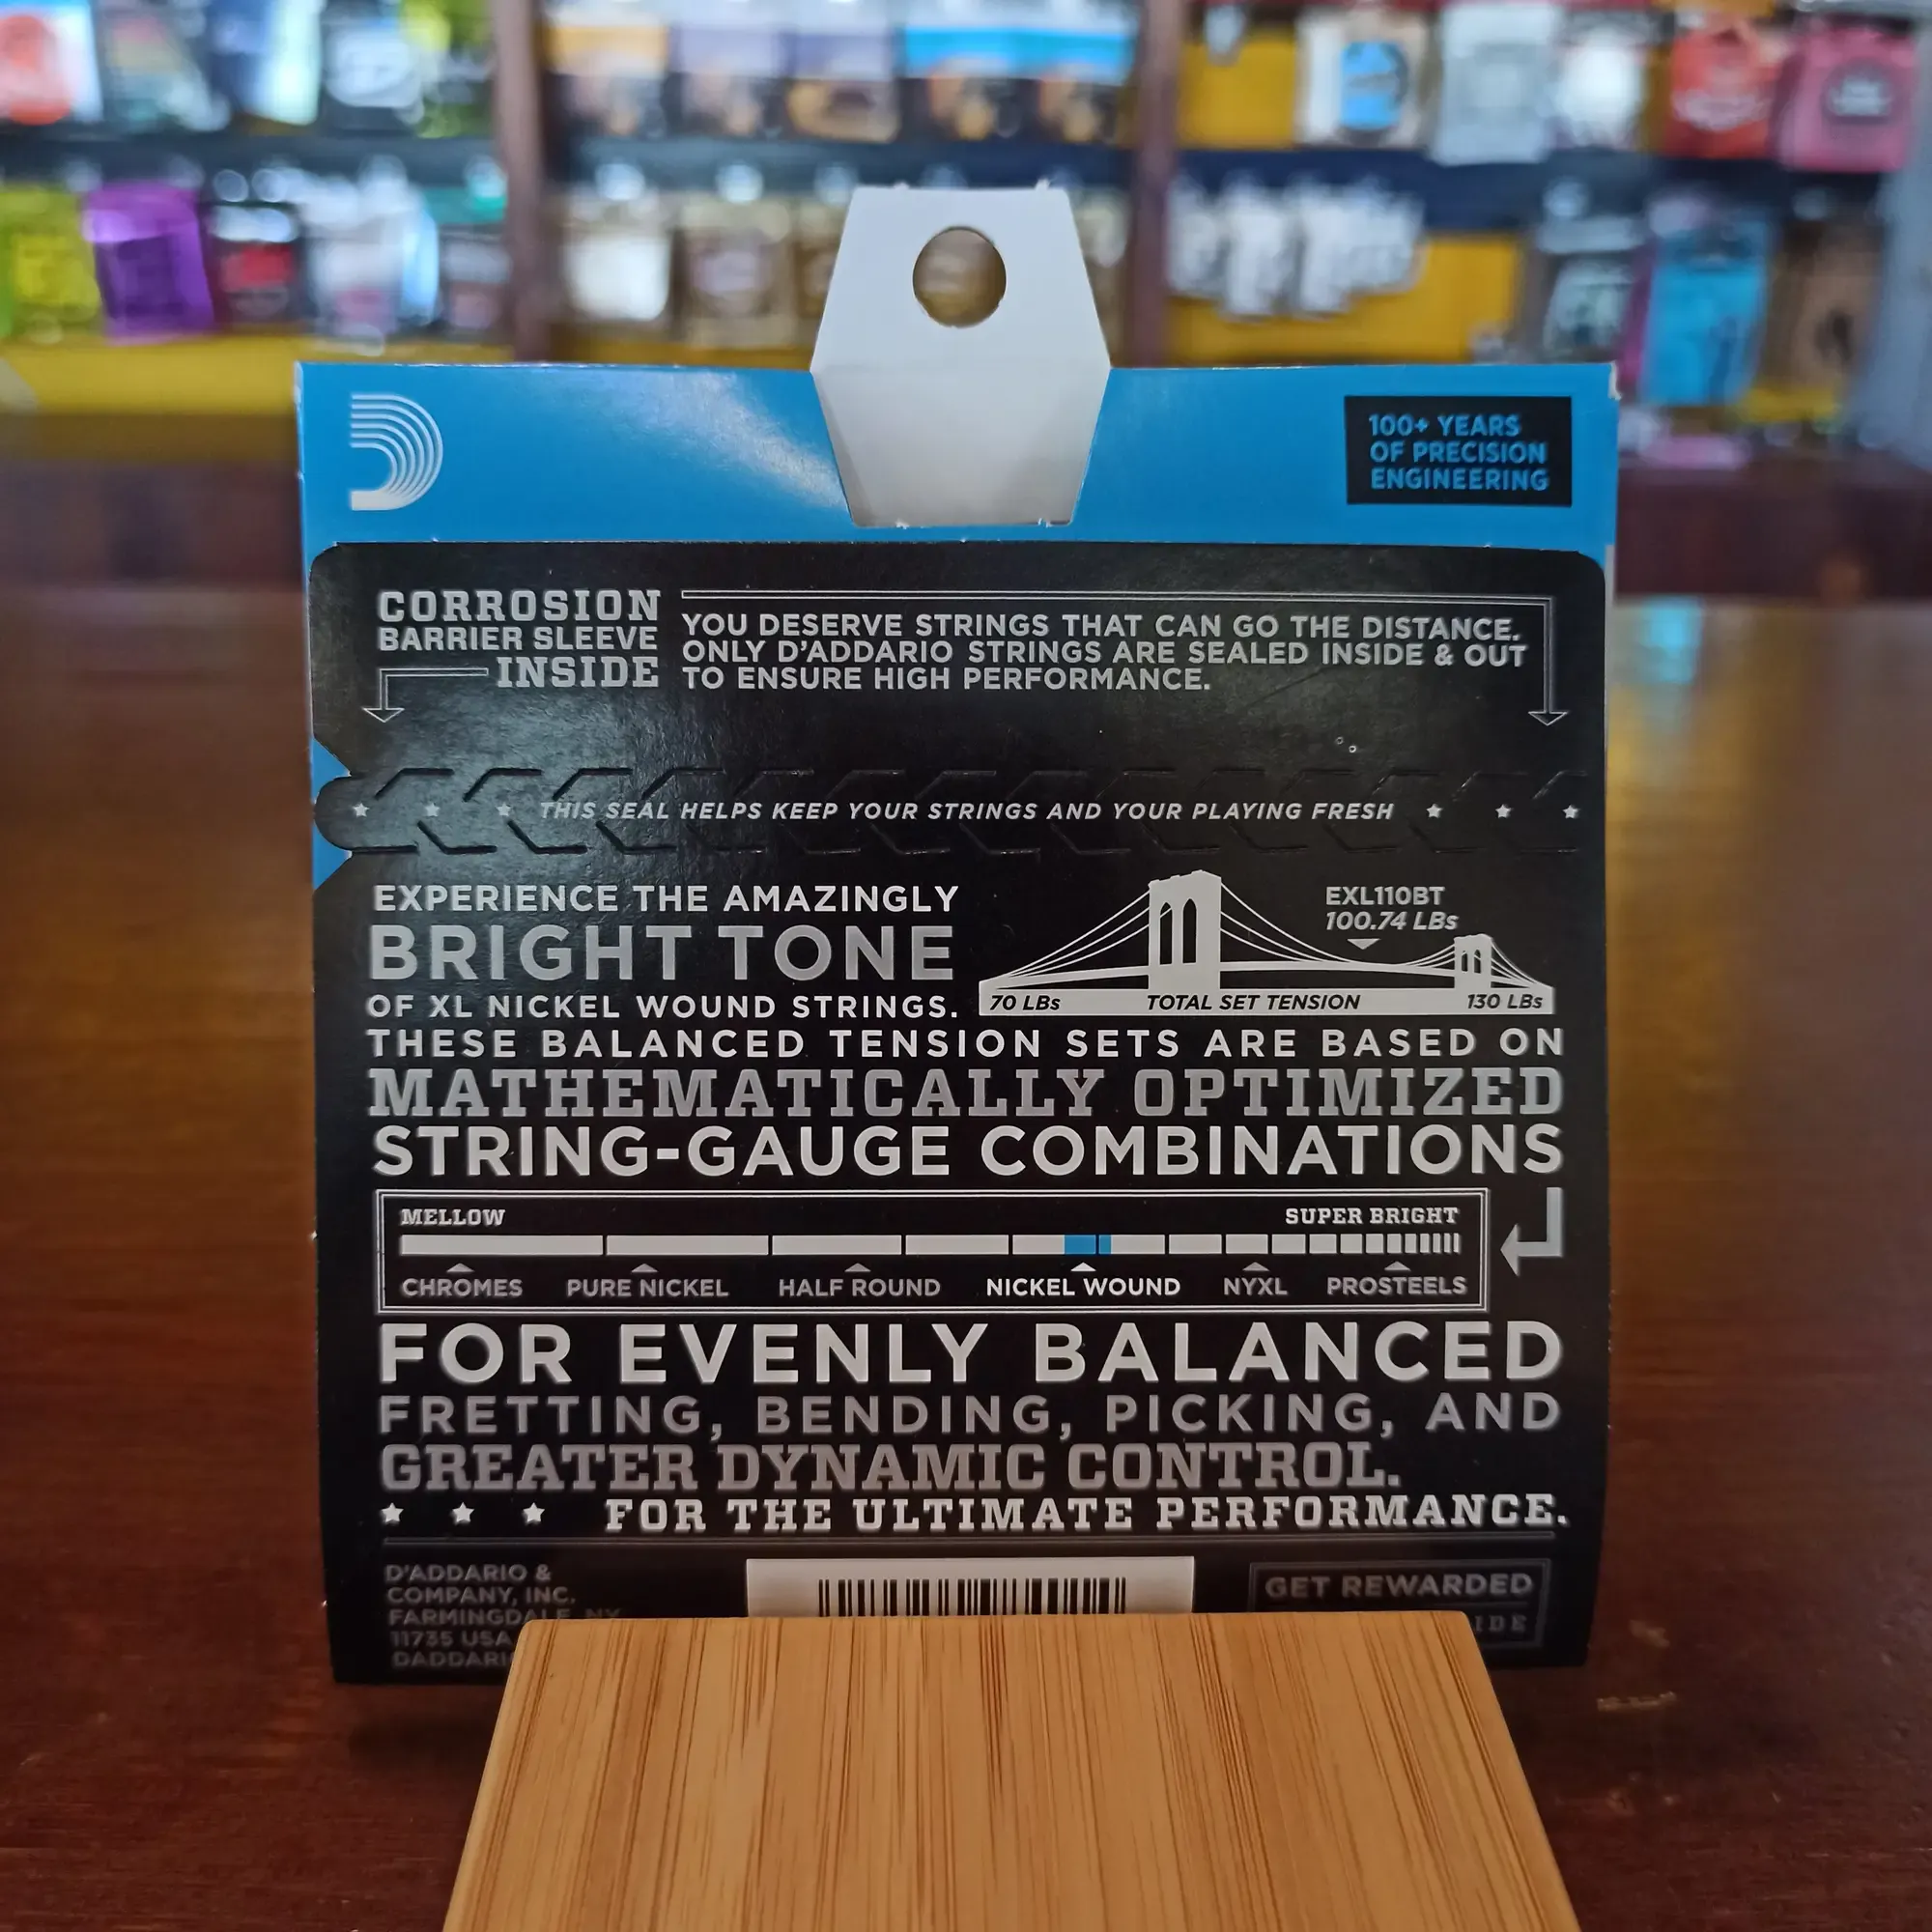 100+ YEARS
OF PRECISION
ENGINEERING
CORROSION
BARRIER SLEEVE
INSIDE
YOU DESERVE STRINGS THAT CAN GO THE DISTANCE.
ONLY D'ADDARIO STRINGS ARE SEALED INSIDE & OUT
TO ENSURE HIGH PERFORMANCE.
THIS SEAL HELPS KEEP YOUR STRINGS AND YOUR PLAYING FRESH
EXPERIENCE THE AMAZINGLY
BRIGHT TONE
OF XL NICKEL WOUND STRINGS.
EXL110BT
100.74 LBs
70 LBs TOTAL SET TENSION 130 LBs
THESE BALANCED TENSION SETS ARE BASED ON
MATHEMATICALLY OPTIMIZED
STRING-GAUGE COMBINATIONS
MELLOW SUPER BRIGHT
CHROMES PURE NICKEL HALF ROUND NICKEL WOUND NYXL PROSTEELS
FOR EVENLY BALANCED
FRETTING, BENDING, PICKING, AND
GREATER DYNAMIC CONTROL.
FOR THE ULTIMATE PERFORMANCE.
D'ADDARIO &
COMPANY, INC.
FARMINGDALE, NY
11735 USA
GET REWARDED